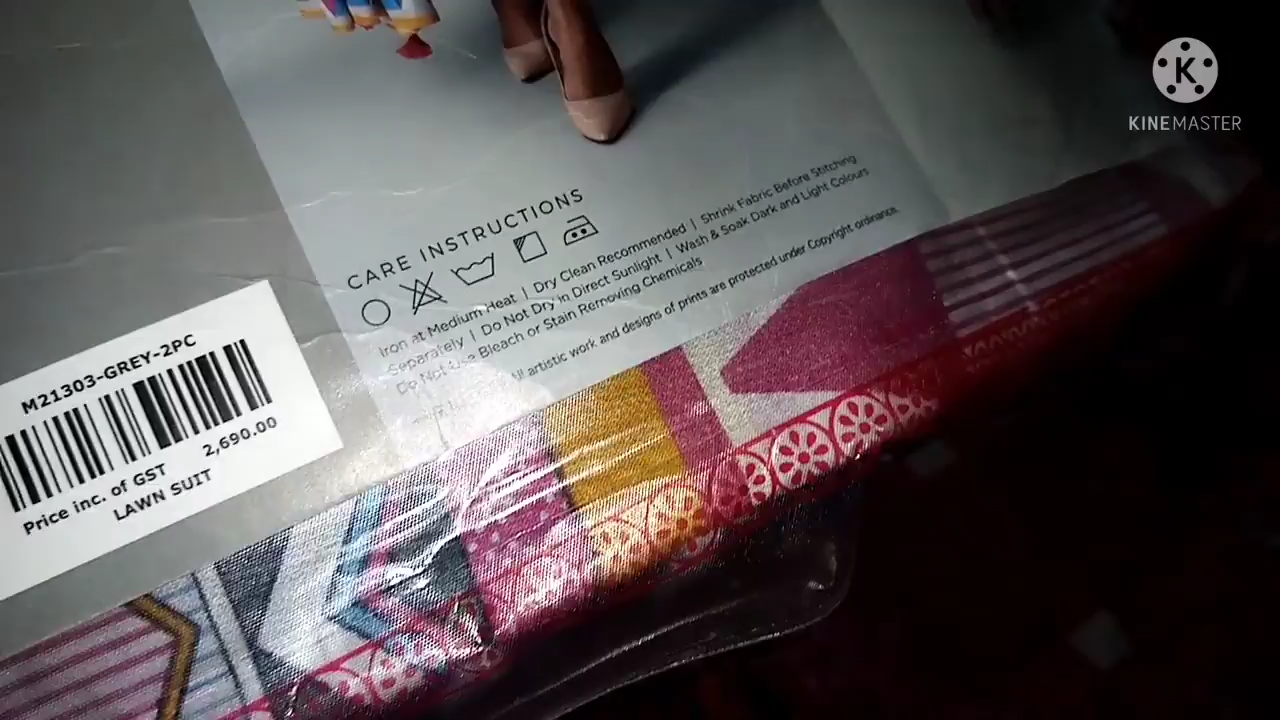 K
KINEMASTER
CARE INSTRUCTIONS
Iron at Medium Heat | Dry Clean Recommended | Shrink Fabric Before Stitching
Separately | Do Not Dry in Direct Sunlight | Wash & Soak Dark and Light Colours
Do Not Use Bleach or Stain Removing Chemicals
All artistic work and designs of prints are protected under Copyright ordinance.
M21303-GREY-2PC
Price inc. of GST 2,690.00
LAWN SUIT